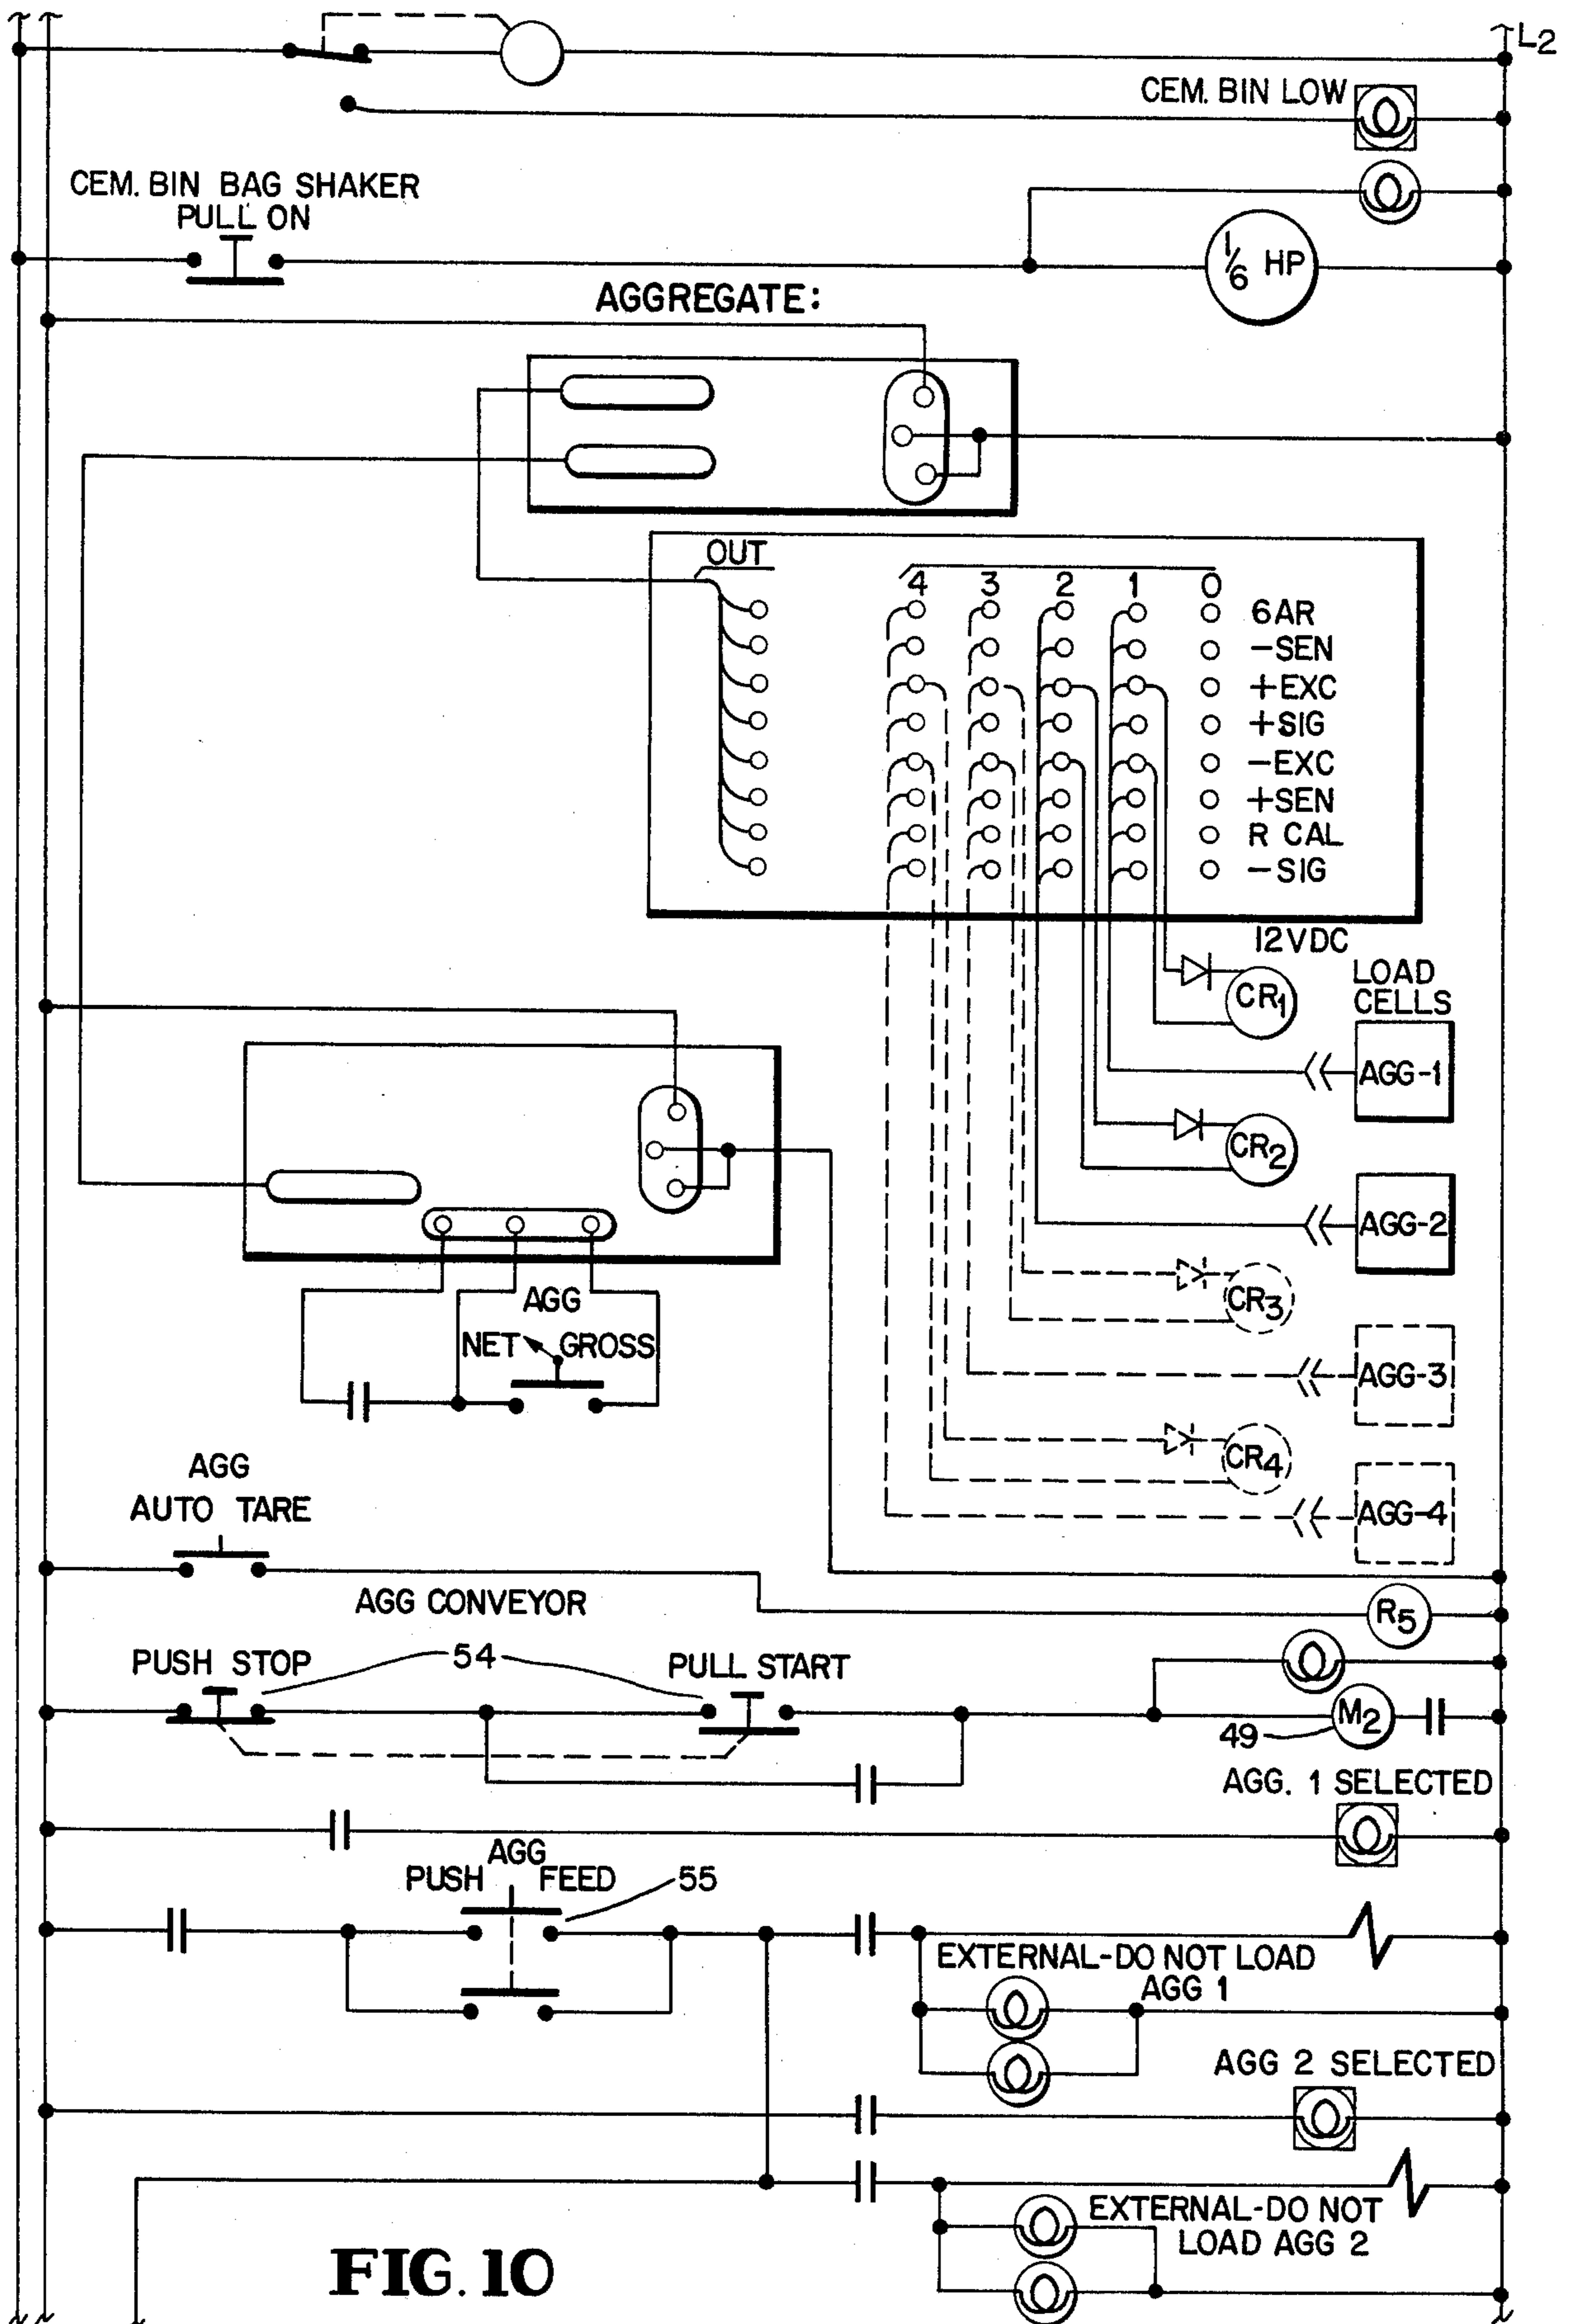 L2
CEM. BIN LOW
CEM. BIN BAG SHAKER
PULL ON
1/6 HP
AGGREGATE:
OUT
4 3 2 1 0
6AR
-SEN
+EXC
+SIG
-EXC
+SEN
R CAL
-SIG
12VDC
LOAD
CELLS
CR1
AGG-1
CR2
AGG-2
CR3
AGG-3
CR4
AGG-4
AGG
NET GROSS
AGG
AUTO TARE
AGG CONVEYOR
R5
PUSH STOP
54
PULL START
M2
49
AGG. 1 SELECTED
AGG
PUSH FEED
55
EXTERNAL-DO NOT LOAD
AGG 1
AGG 2 SELECTED
EXTERNAL-DO NOT
LOAD AGG 2
FIG. 10